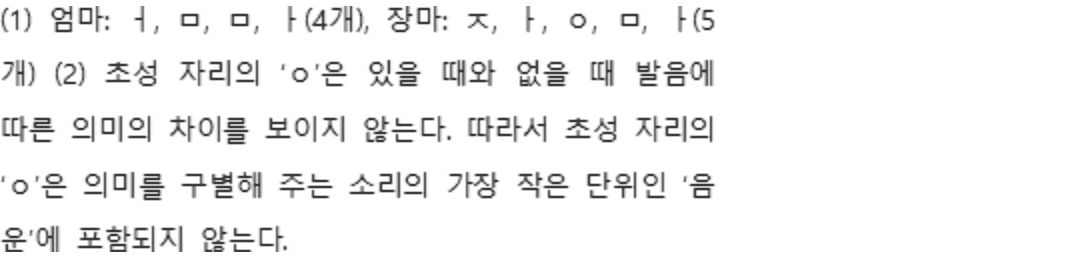 (1) 엄마: ㅓ, ㅁ, ㅁ, ㅏ(4개), 장마: ㅈ, ㅏ, ㅇ, ㅁ, ㅏ(5
개) (2) 초성 자리의 'ㅇ'은 있을 때와 없을 때 발음에
따른 의미의 차이를 보이지 않는다. 따라서 초성 자리의
'ㅇ'은 의미를 구별해 주는 소리의 가장 작은 단위인 '음
운'에 포함되지 않는다.